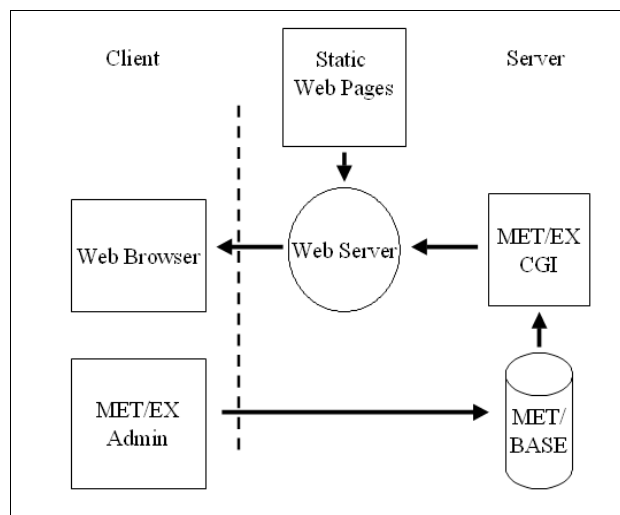 Client
Static
Web Pages
Server
Web Browser
Web Server
MET/EX
CGI
MET/EX
Admin
MET/
BASE